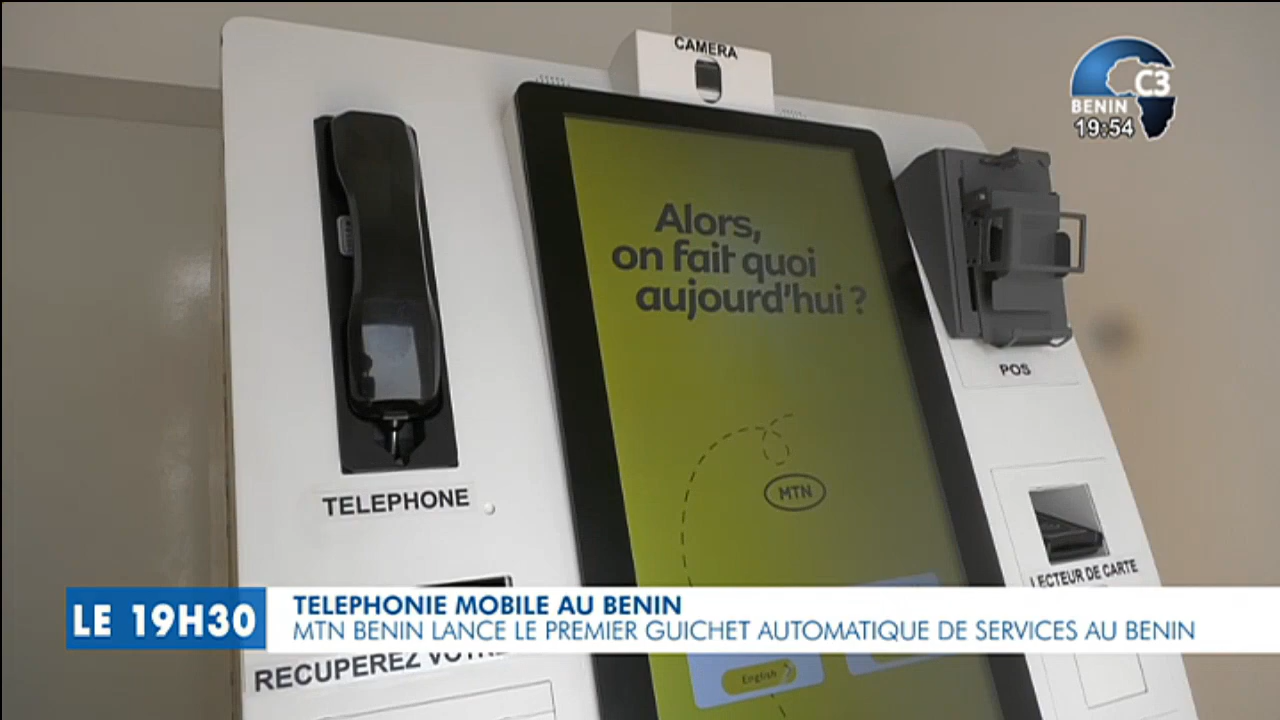 CAMERA
C3
BENIN
19:54
Alors,
on fait quoi
aujourd'hui ?
POS
MTN
TELEPHONE
LECTEUR DE CARTE
LE 19H30
TELEPHONIE MOBILE AU BENIN
MTN BENIN LANCE LE PREMIER GUICHET AUTOMATIQUE DE SERVICES AU BENIN
RECUPEREZ
English